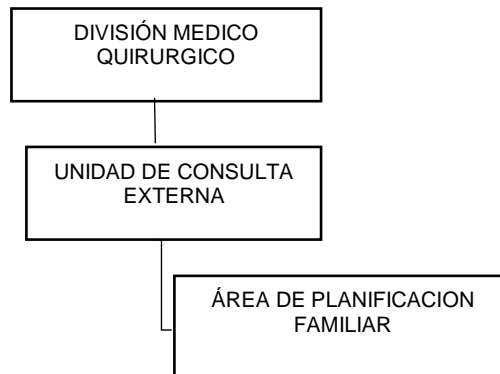 DIVISIÓN MEDICO
QUIRURGICO
UNIDAD DE CONSULTA
EXTERNA
ÁREA DE PLANIFICACION
FAMILIAR